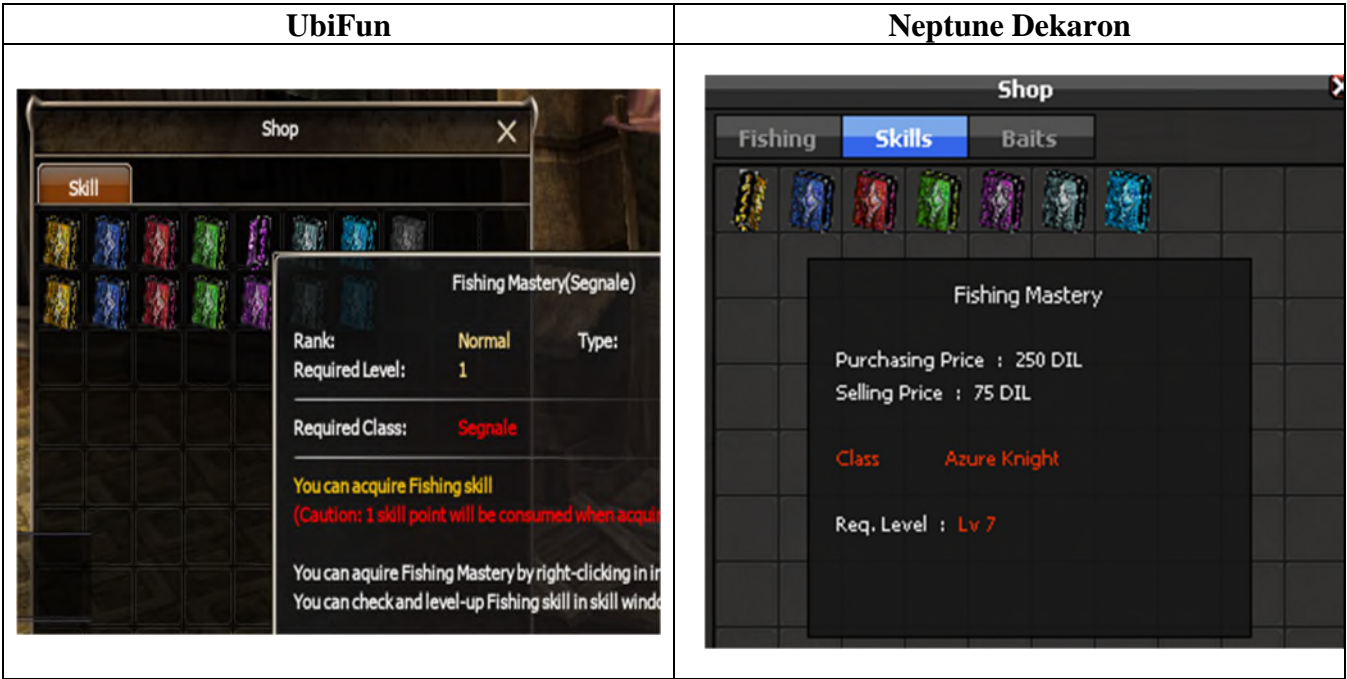 UbiFun
Neptune Dekaron
Shop
Skill
Fishing Mastery(Segnale)
Rank: Normal Type:
Required Level: 1
Required Class: Segnale
You can acquire Fishing skill
(Caution: 1 skill point will be consumed when acqui
You can aquire Fishing Mastery by right-clicking in i
You can check and level-up Fishing skill in skill windo
Shop
Fishing Skills Baits
Fishing Mastery
Purchasing Price : 250 DIL
Selling Price : 75 DIL
Class Azure Knight
Req. Level : Lv 7